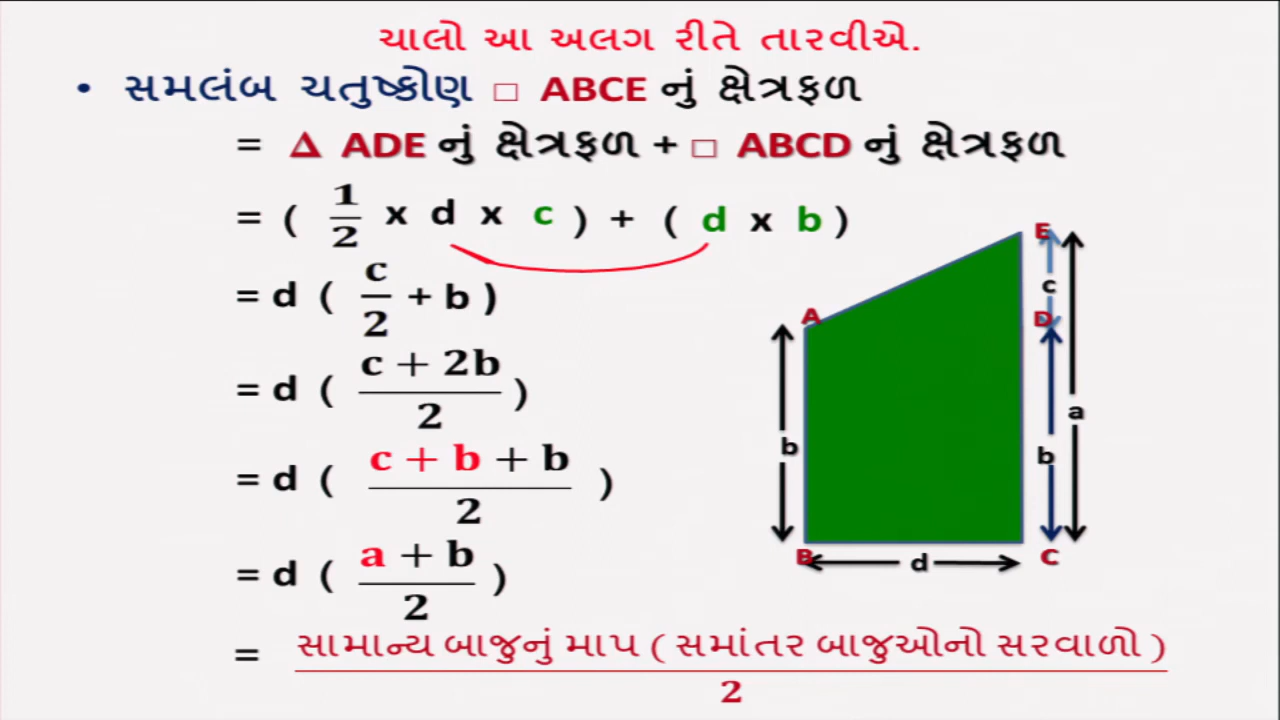 ચાલો આ અલગ રીતે તારવીએ.
• સમલંબ ચતુષ્કોણ □ ABCE નું ક્ષેત્રફળ
= Δ ADE નું ક્ષેત્રફળ + □ ABCD નું ક્ષેત્રફળ
= ( 1/2 x d x c ) + ( d x b )
= d ( c/2 + b )
= d ( (c + 2b)/2 )
= d ( (c + b + b)/2 )
= d ( (a + b)/2 )
= સામાન્ય બાજુનું માપ ( સમાંતર બાજુઓનો સરવાળો )
2
E
c
A
D
a
b
b
B
d
C